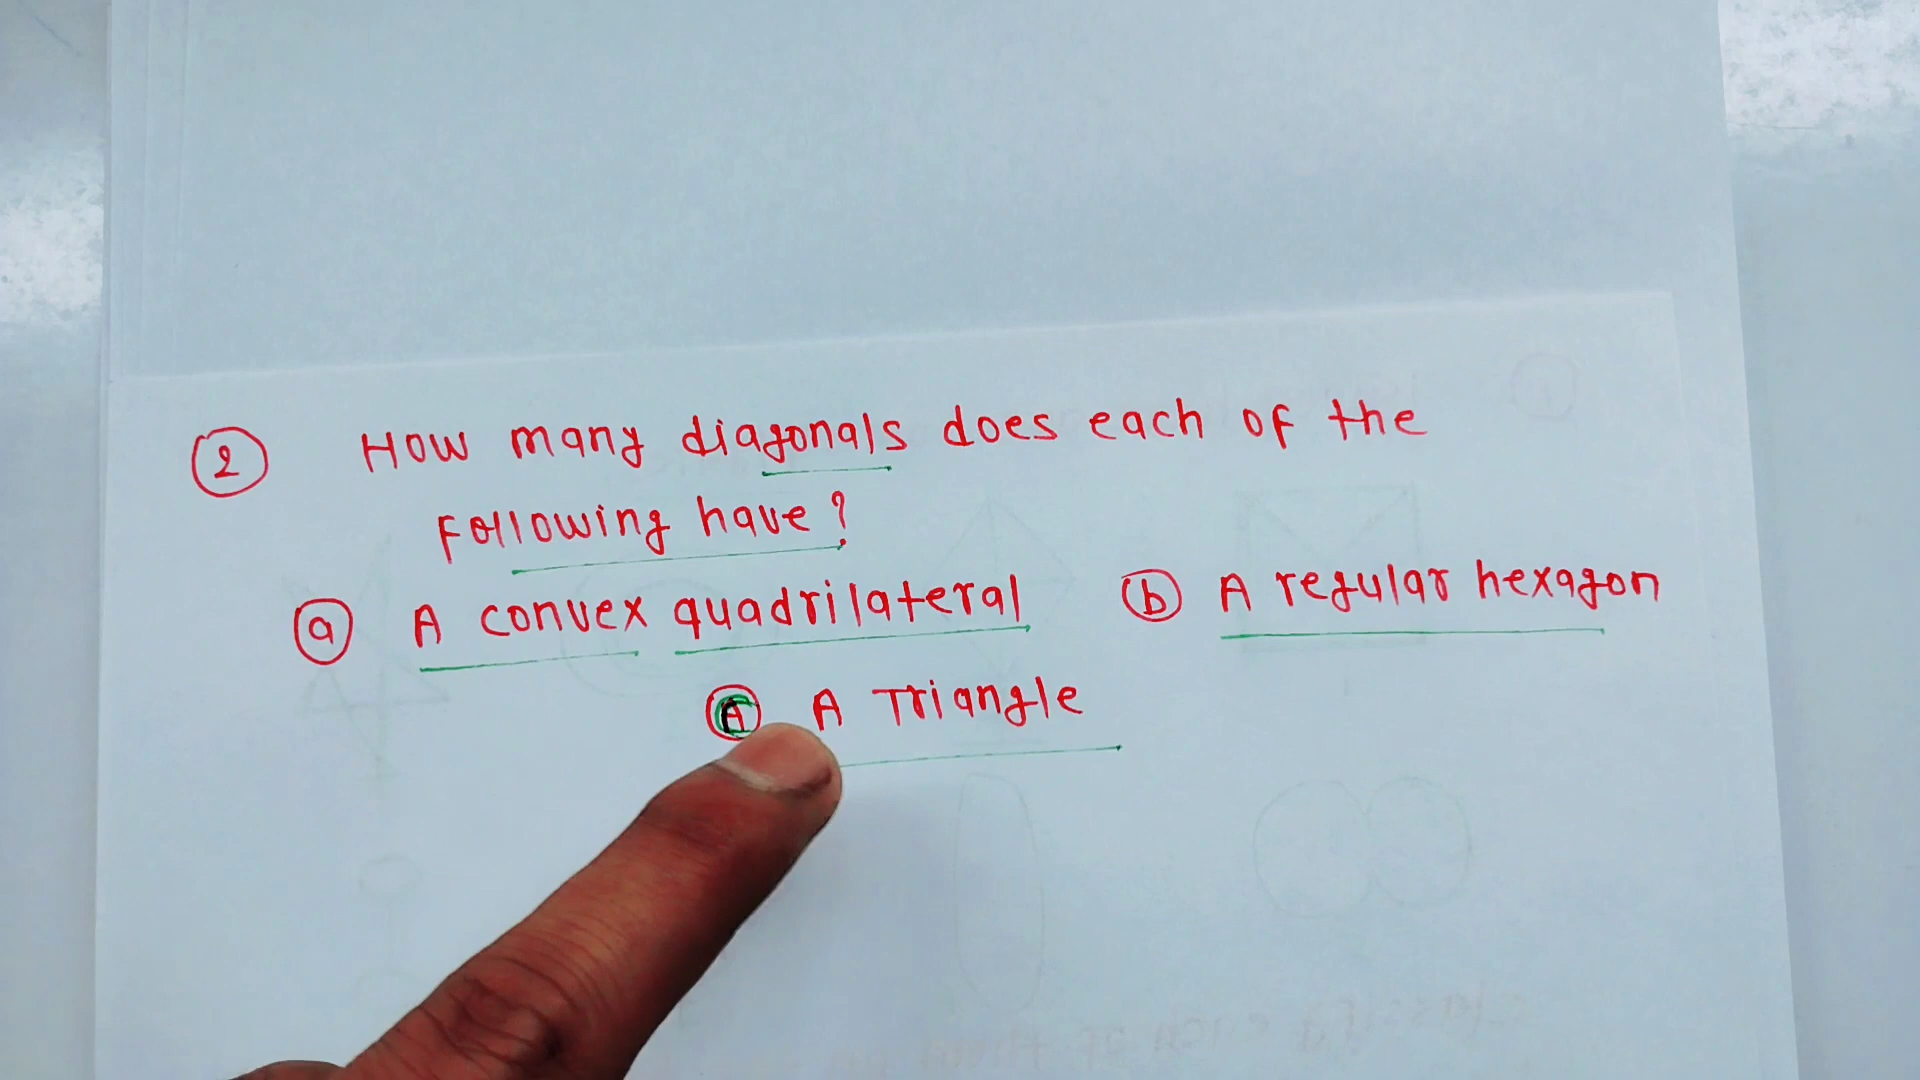 2 How many diagonals does each of the
Following have?
a A convex quadrilateral b A regular hexagon
A Triangle